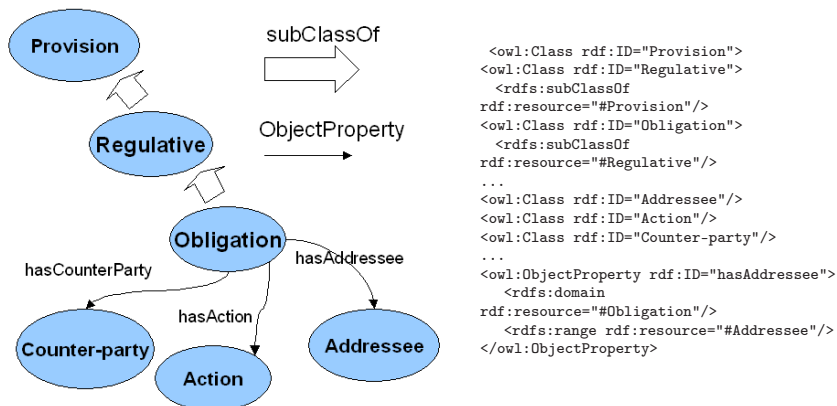 Provision
subClassOf
ObjectProperty
Regulative
Obligation
hasCounterParty
hasAddressee
hasAction
Counter-party
Action
Addressee
<owl:Class rdf:ID="Provision">
<owl:Class rdf:ID="Regulative">
<rdfs:subClassOf
rdf:resource="#Provision"/>
<owl:Class rdf:ID="Obligation">
<rdfs:subClassOf
rdf:resource="#Regulative"/>
...
<owl:Class rdf:ID="Addressee"/>
<owl:Class rdf:ID="Action"/>
<owl:Class rdf:ID="Counter-party"/>
...
<owl:ObjectProperty rdf:ID="hasAddressee">
<rdfs:domain
rdf:resource="#Obligation"/>
<rdfs:range rdf:resource="#Addressee"/>
</owl:ObjectProperty>